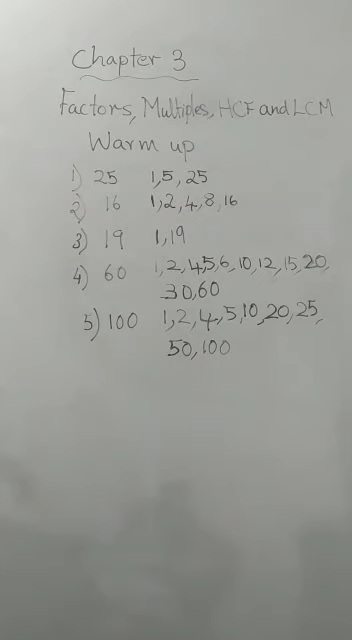 Chapter 3
Factors, Multiples, HCF and LCM
Warm up
1) 25 1,5,25
2) 16 1,2,4,8,16
3) 19 1,19
4) 60 1,2,4,5,6,10,12,15,20,
30,60
5) 100 1,2,4,5,10,20,25,
50,100